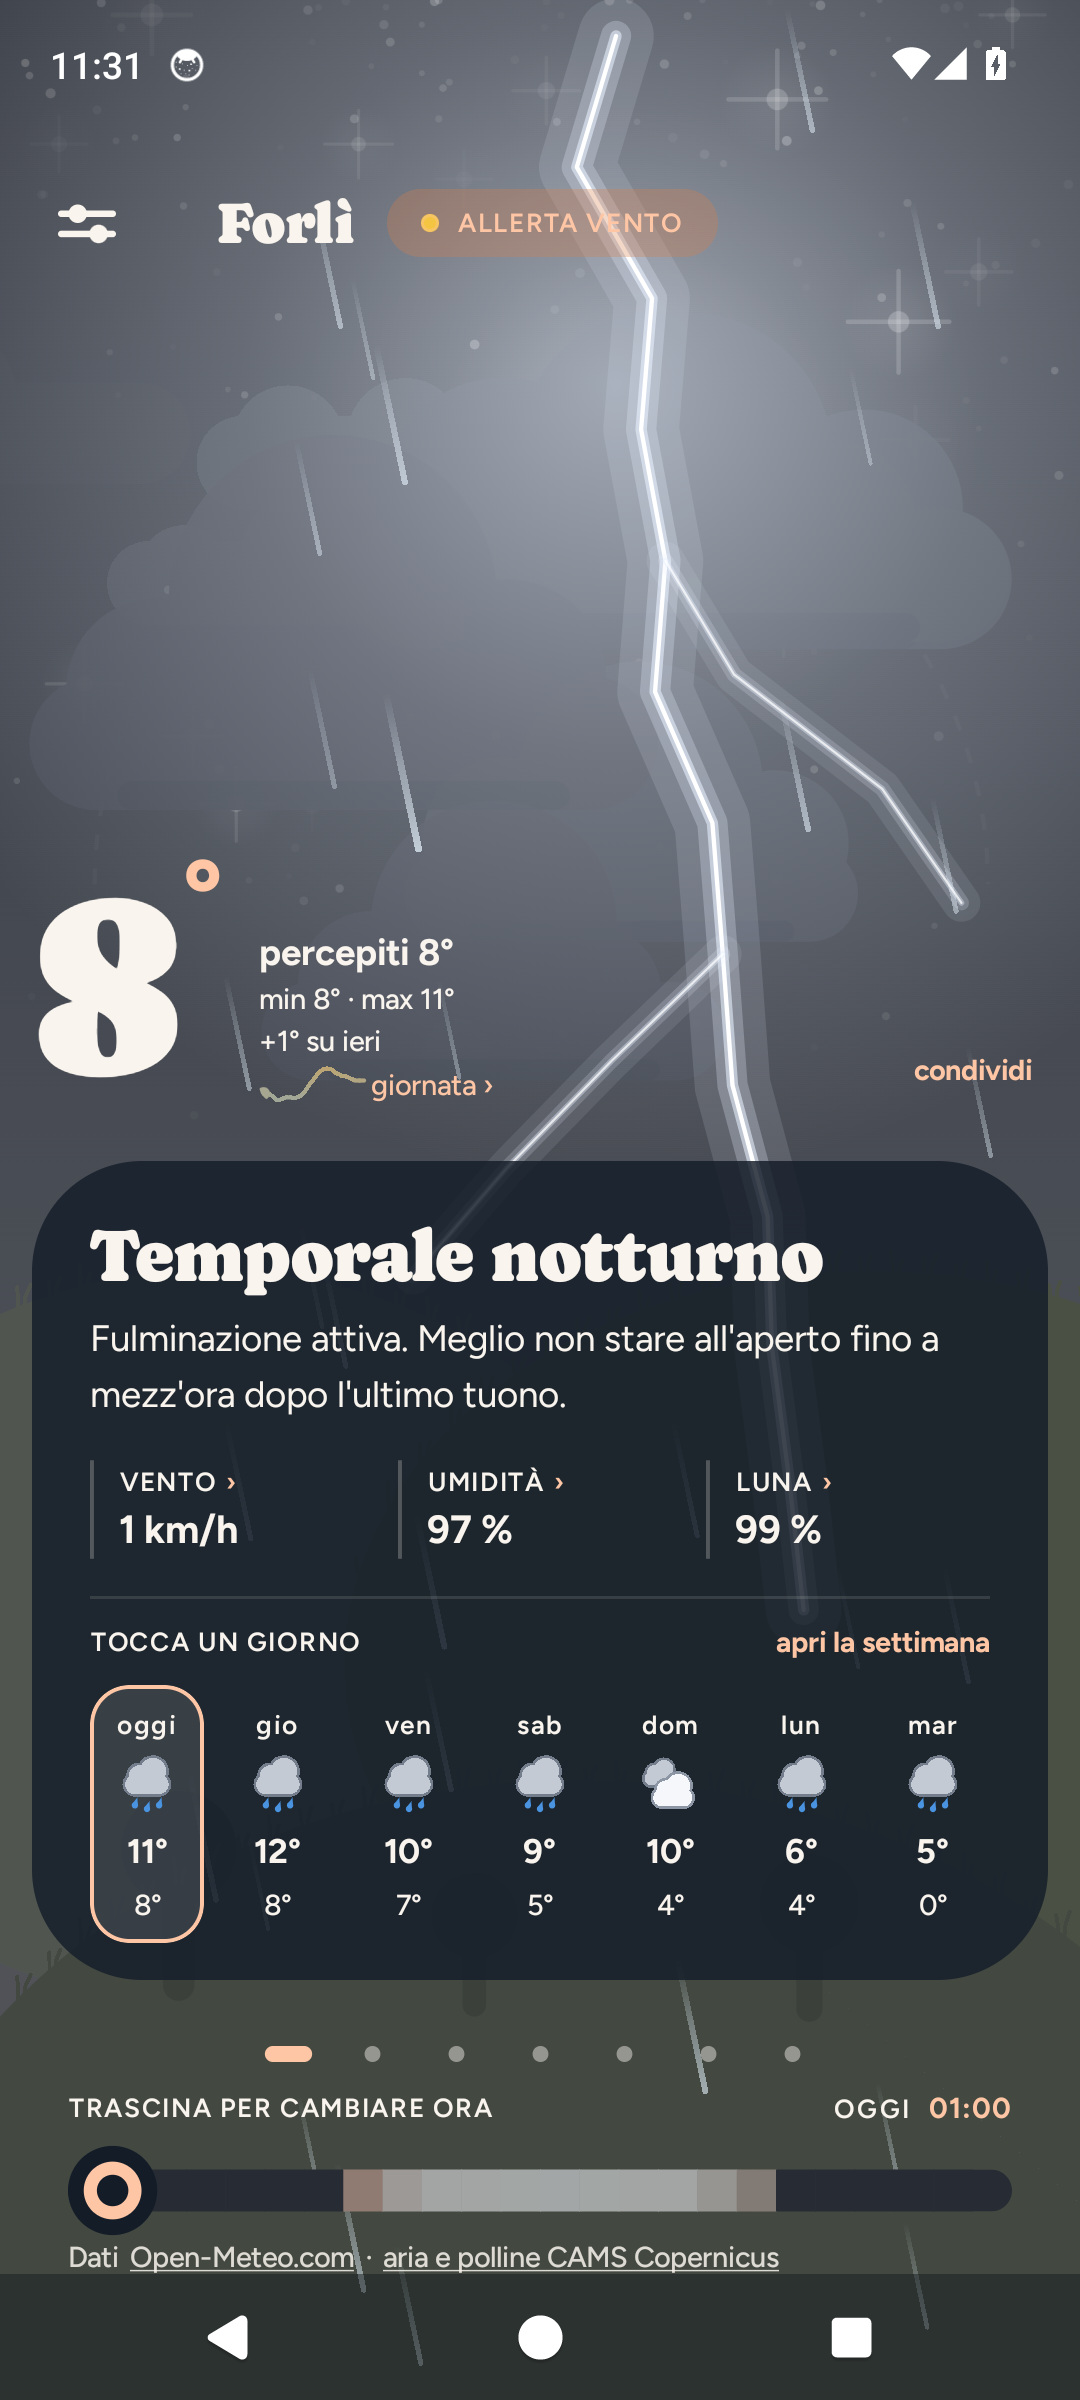 11:31
Forlì
ALLERTA VENTO
8°
percepiti 8°
min 8° · max 11°
+1° su ieri
giornata ›
condividi
Temporale notturno
Fulminazione attiva. Meglio non stare all'aperto fino a
mezz'ora dopo l'ultimo tuono.
VENTO › UMIDITÀ › LUNA ›
1 km/h 97 % 99 %
TOCCA UN GIORNO apri la settimana
oggi gio ven sab dom lun mar
11° 12° 10° 9° 10° 6° 5°
8° 8° 7° 5° 4° 4° 0°
TRASCINA PER CAMBIARE ORA OGGI 01:00
Dati Open-Meteo.com · aria e polline CAMS Copernicus